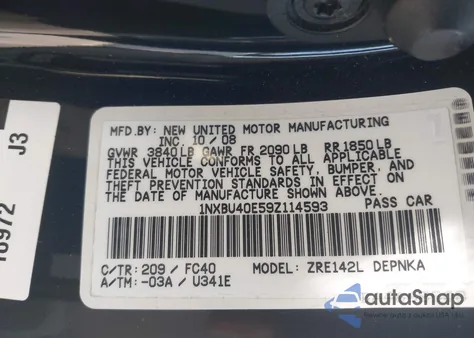 MFD.BY: NEW UNITED MOTOR MANUFACTURING
INC. 10 / 08
GVWR 3840 LB GAWR FR 2090 LB RR 1850 LB
THIS VEHICLE CONFORMS TO ALL APPLICABLE
FEDERAL MOTOR VEHICLE SAFETY, BUMPER, AND
THEFT PREVENTION STANDARDS IN EFFECT ON
THE DATE OF MANUFACTURE SHOWN ABOVE.
1NXBU40E59Z114593 PASS CAR
C/TR: 209 / FC40 MODEL: ZRE142L DEPNKA
A/TM: -03A / U341E
J3
autoSnap